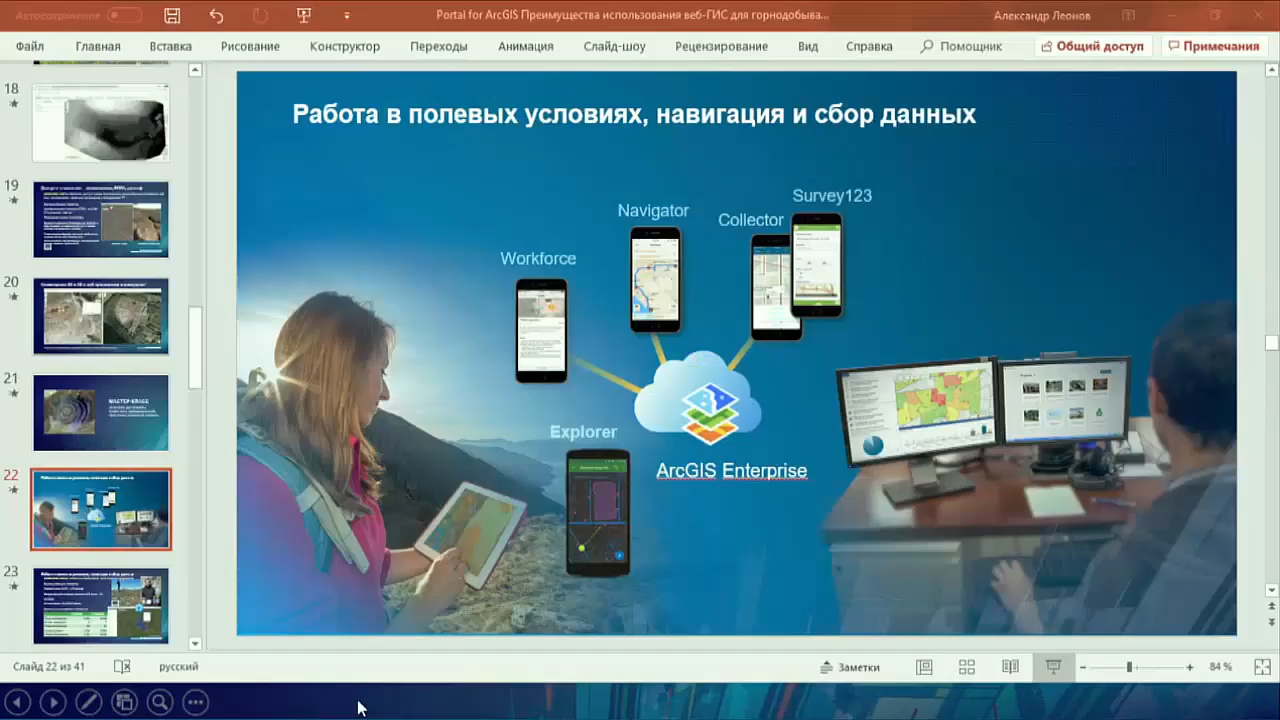 Автосохранение
Portal for ArcGIS Преимущества использования веб-ГИС для горнодобыва...
Александр Леонов
Файл
Главная
Вставка
Рисование
Конструктор
Переходы
Анимация
Слайд-шоу
Рецензирование
Вид
Справка
Помощник
Общий доступ
Примечания
18
19
20
21
МАСТЕР-КЛАСС
22
23
Работа в полевых условиях, навигация и сбор данных
Survey123
Navigator
Collector
Workforce
Explorer
ArcGIS Enterprise
Слайд 22 из 41
русский
Заметки
84 %